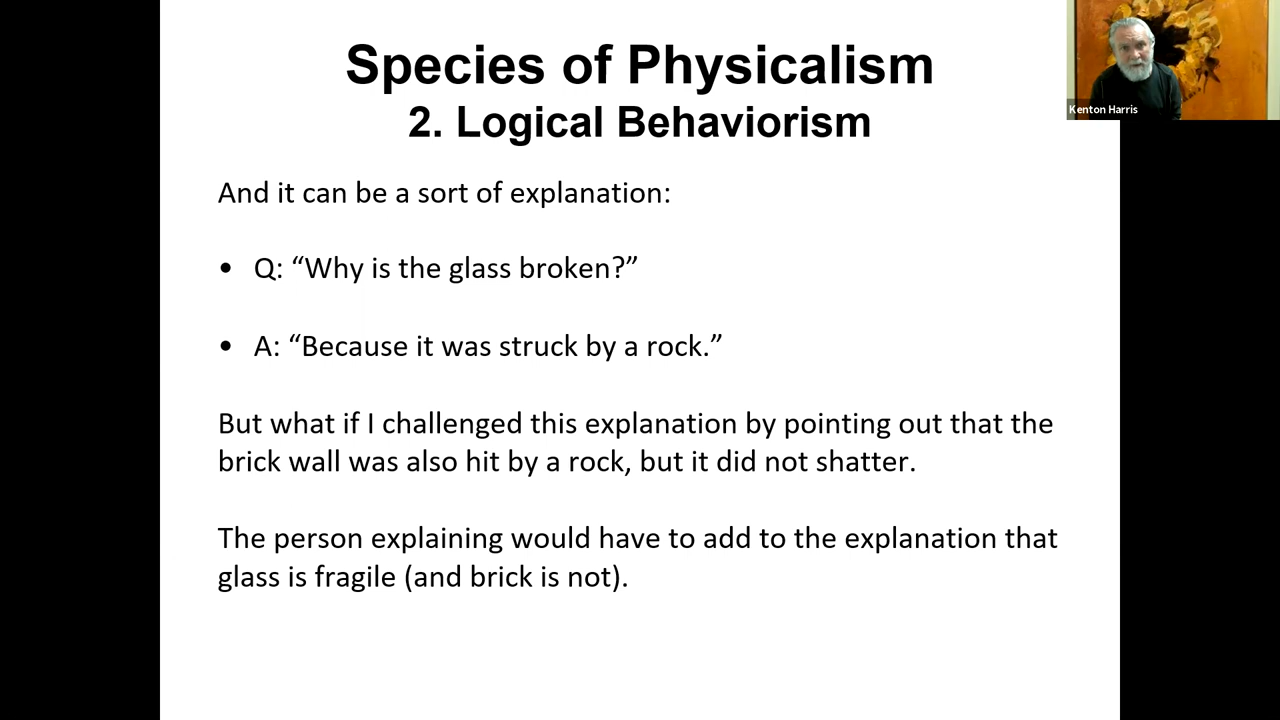 Species of Physicalism
2. Logical Behaviorism
Kenton Harris
And it can be a sort of explanation:
• Q: “Why is the glass broken?”
• A: “Because it was struck by a rock.”
But what if I challenged this explanation by pointing out that the
brick wall was also hit by a rock, but it did not shatter.
The person explaining would have to add to the explanation that
glass is fragile (and brick is not).